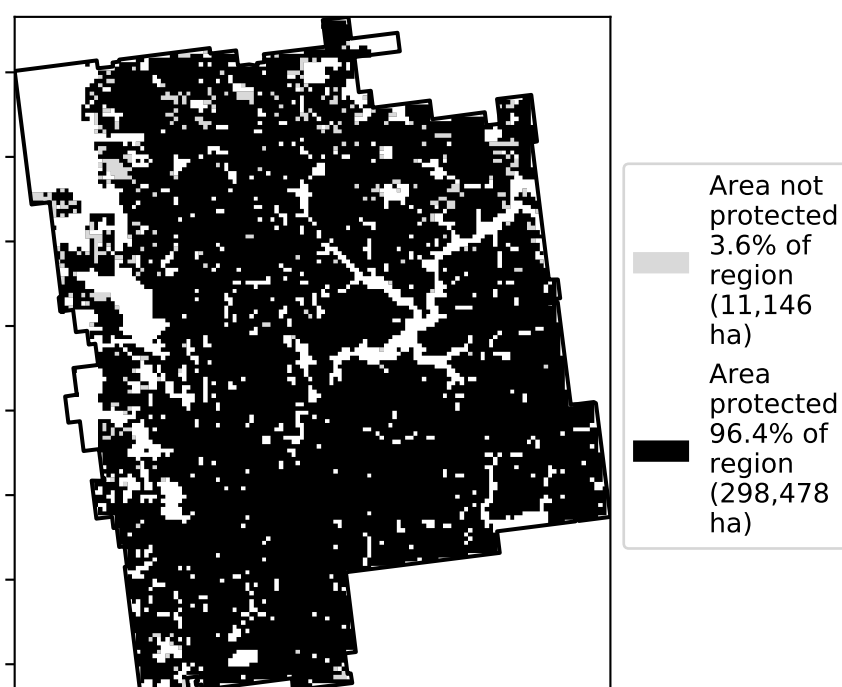 Area not
protected
3.6% of
region
(11,146
ha)
Area
protected
96.4% of
region
(298,478
ha)